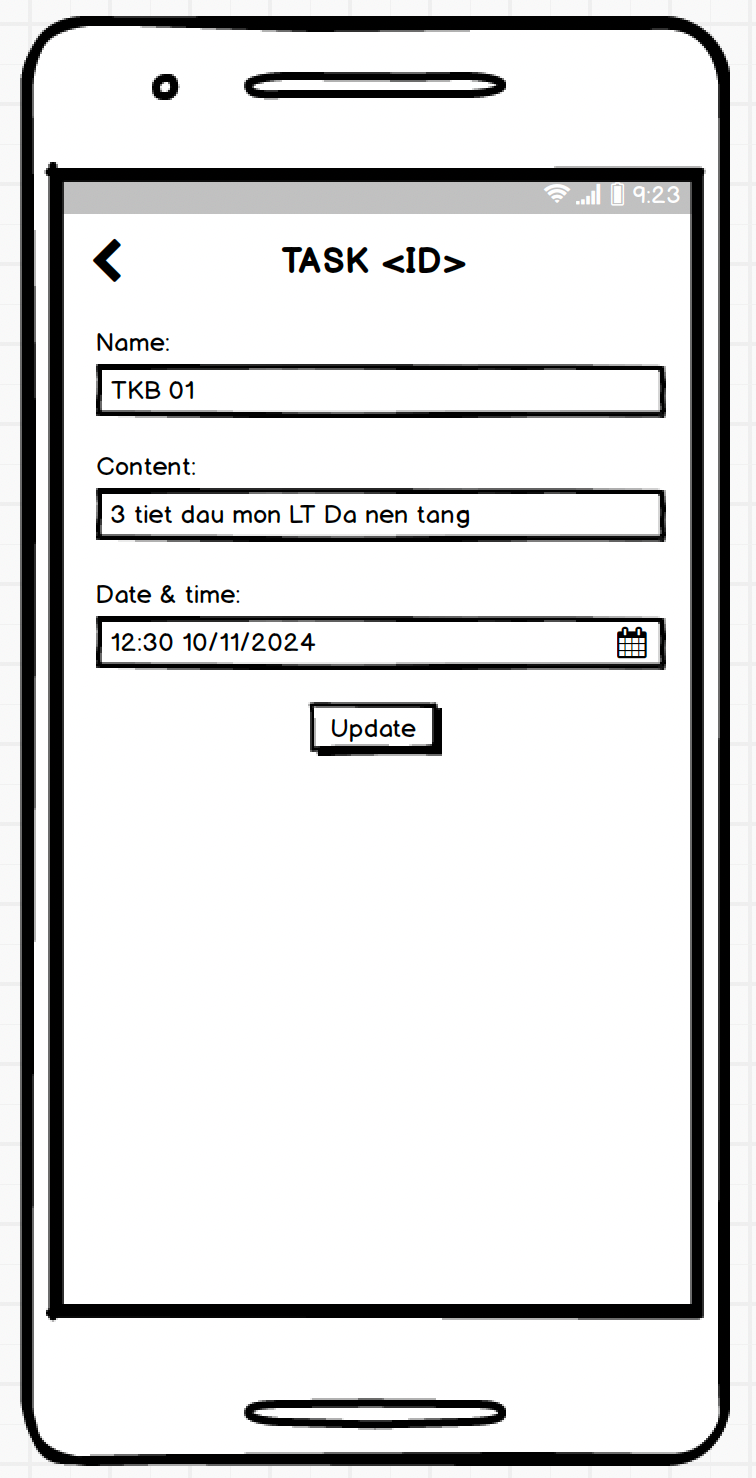 9:23
TASK <ID>
Name:
TKB 01
Content:
3 tiet dau mon LT Da nen tang
Date & time:
12:30 10/11/2024
Update